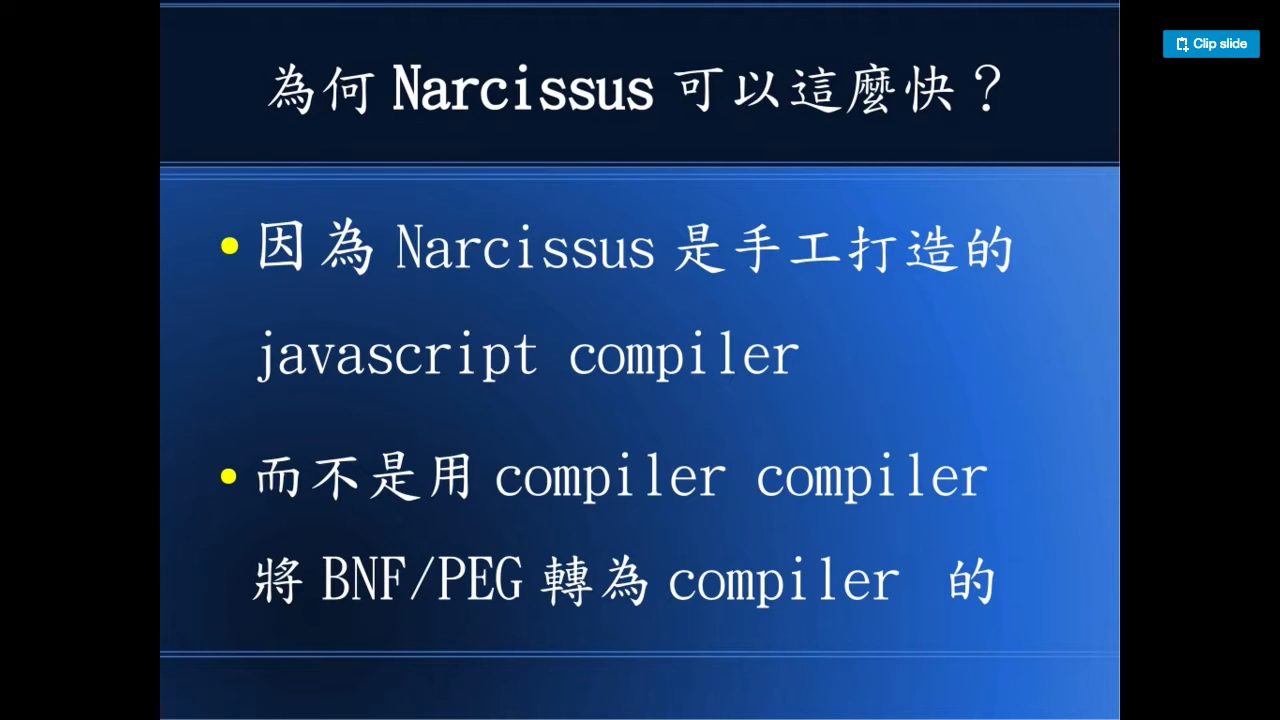 Clip slide
為何 Narcissus 可以這麼快？
因為 Narcissus 是手工打造的
javascript compiler
而不是用 compiler compiler
將 BNF/PEG 轉為 compiler 的